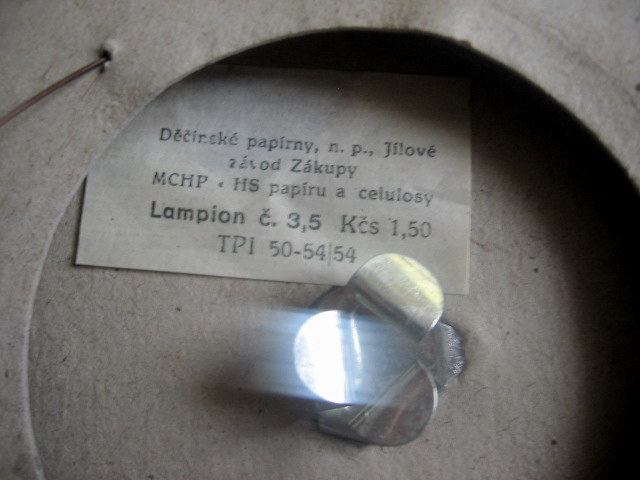 Děčínské papírny, n. p., Jílové
závod Zákupy
MCHP • HS papíru a celulosy
Lampion č. 3,5 Kčs 1,50
TPI 50-54/54